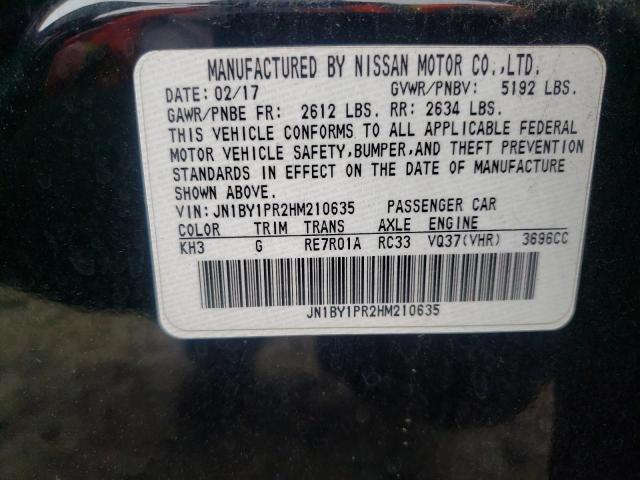 MANUFACTURED BY NISSAN MOTOR CO.,LTD.
DATE: 02/17 GVWR/PNBV: 5192 LBS.
GAWR/PNBE FR: 2612 LBS. RR: 2634 LBS.
THIS VEHICLE CONFORMS TO ALL APPLICABLE FEDERAL
MOTOR VEHICLE SAFETY,BUMPER,AND THEFT PREVENTION
STANDARDS IN EFFECT ON THE DATE OF MANUFACTURE
SHOWN ABOVE.
VIN:JN1BY1PR2HM210635 PASSENGER CAR
COLOR TRIM TRANS AXLE ENGINE
KH3 G RE7R01A RC33 VQ37(VHR) 3696CC
JN1BY1PR2HM210635